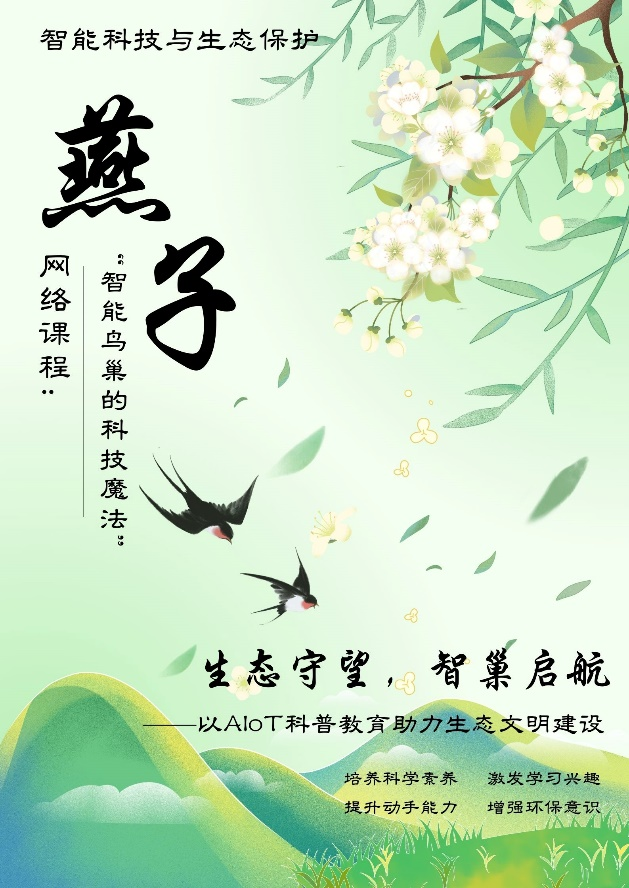 智能科技与生态保护
燕子
网络课程：
“智能鸟巢的科技魔法”
生态守望，智巢启航
——以AIoT科普教育助力生态文明建设
培养科学素养 激发学习兴趣
提升动手能力 增强环保意识